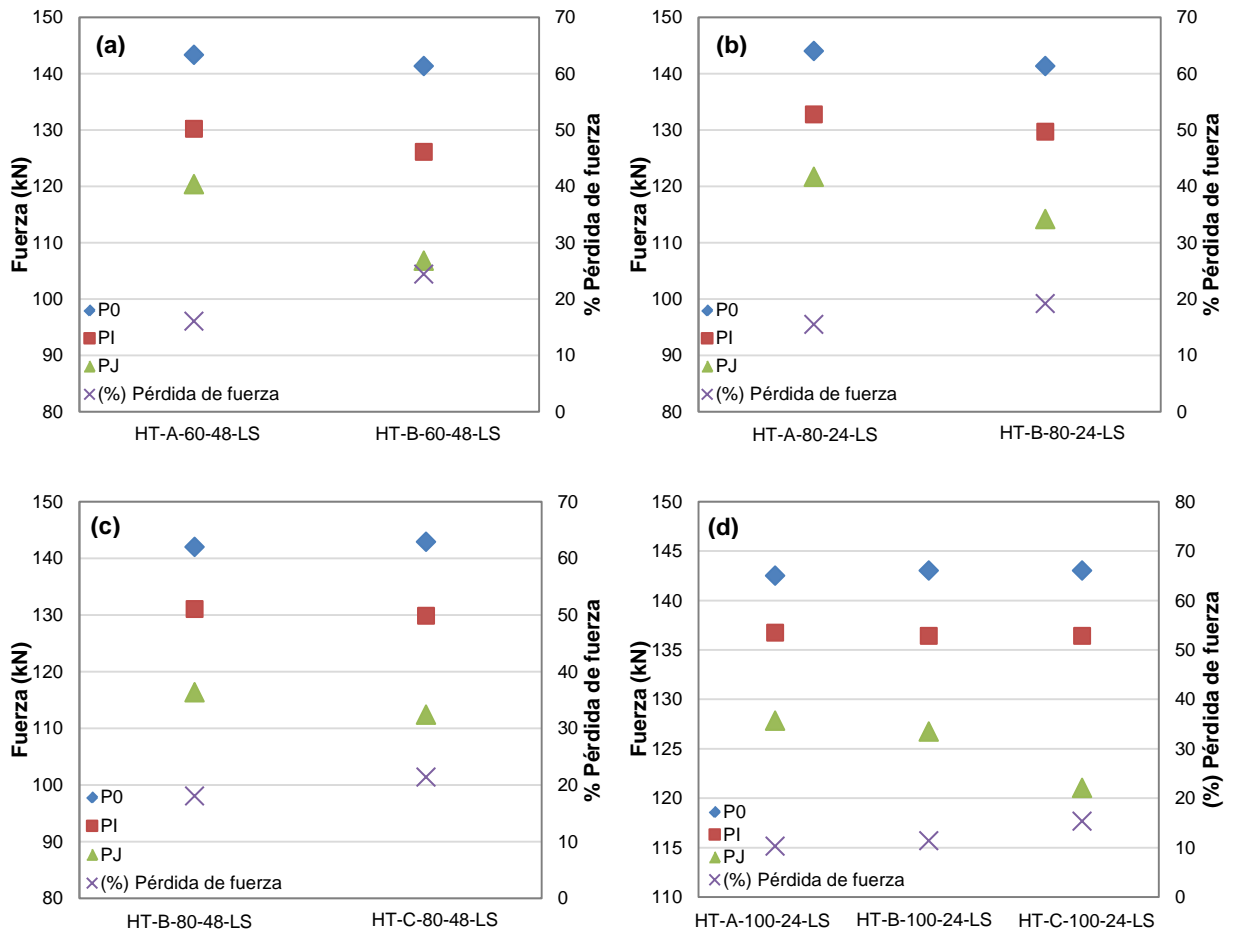 (a)
150
140
130
120
110
100
90
80
Fuerza (kN)
70
60
50
40
30
20
10
0
% Pérdida de fuerza
P0
PI
PJ
(%) Pérdida de fuerza
HT-A-60-48-LS
HT-B-60-48-LS
(b)
150
140
130
120
110
100
90
80
Fuerza (kN)
70
60
50
40
30
20
10
0
% Pérdida de fuerza
P0
PI
PJ
(%) Pérdida de fuerza
HT-A-80-24-LS
HT-B-80-24-LS
(c)
150
140
130
120
110
100
90
80
Fuerza (kN)
70
60
50
40
30
20
10
0
% Pérdida de fuerza
P0
PI
PJ
(%) Pérdida de fuerza
HT-B-80-48-LS
HT-C-80-48-LS
(d)
150
145
140
135
130
125
120
115
110
Fuerza (kN)
80
70
60
50
40
30
20
10
0
(%) Pérdida de fuerza
P0
PI
PJ
(%) Pérdida de fuerza
HT-A-100-24-LS
HT-B-100-24-LS
HT-C-100-24-LS